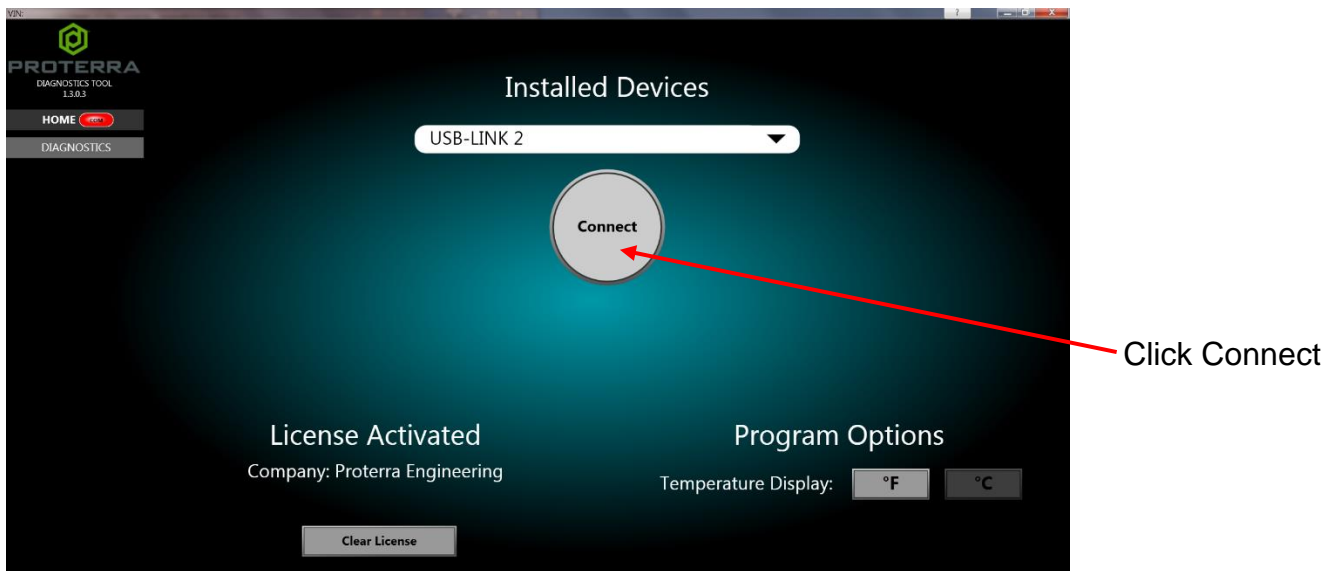 VIN:
?
X
PROTERRA
DIAGNOSTICS TOOL
1.3.0.3
HOME COM
DIAGNOSTICS
Installed Devices
USB-LINK 2
Connect
Click Connect
License Activated
Company: Proterra Engineering
Clear License
Program Options
Temperature Display: °F °C